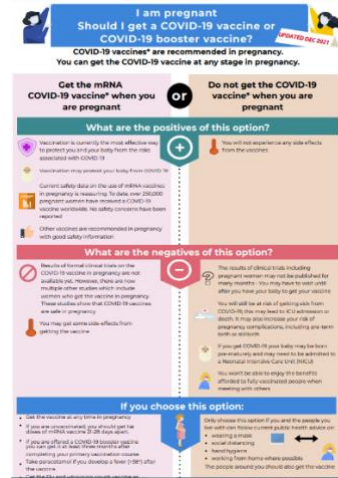 I am pregnant
Should I get a COVID-19 vaccine or
COVID-19 booster vaccine?
UPDATED DEC 2021
COVID-19 vaccines* are recommended in pregnancy.
You can get the COVID-19 vaccine at any stage in pregnancy.
Get the mRNA
COVID-19 vaccine* when you
are pregnant
or
Do not get the COVID-19
vaccine* when you are
pregnant
What are the positives of this option?
Vaccination is currently the most effective way
to protect you and your baby from the risks
associated with COVID-19
Vaccination may protect your baby from COVID-19
Current safety data on the use of mRNA vaccines
in pregnancy is reassuring. To date, over 250,000
pregnant women have received a COVID-19
vaccine worldwide. No safety concerns have been
reported
Other vaccines are recommended in pregnancy
with good safety information
You will not experience any side effects
from the vaccines
What are the negatives of this option?
Results of formal clinical trials on the
COVID-19 vaccine in pregnancy are not
available yet. However, there are now
multiple other studies which include
women who got the vaccine in pregnancy.
These studies show that COVID-19 vaccines
are safe in pregnancy
You may get some side-effects from
getting the vaccine
The results of clinical trials including
pregnant women may not be published for
many months - You may have to wait until
after you have your baby to get your vaccine
You will still be at risk of getting sick from
COVID-19; this may lead to ICU admission or
death. It may also increase your risk of
pregnancy complications, including pre-term
birth or stillbirth
If you get COVID-19 your baby may be born
pre-maturely and may need to be admitted to
a Neonatal Intensive Care Unit (NICU)
You won't be able to enjoy the benefits
afforded to fully-vaccinated people when
meeting with others
If you choose this option:
Get the vaccine at any time in pregnancy
If you are unvaccinated, you should get two
doses of mRNA vaccine 21-28 days apart.
If you are offered a COVID-19 booster vaccine
you can get it at least three months after
completing your primary vaccination course.
Take paracetamol if you develop a fever (>38°) after
the vaccine
Only choose this option if you and the people you
live with can follow current public health advice on:
wearing a mask
social distancing
hand hygiene
working from home where possible
The people around you should also get the vaccine